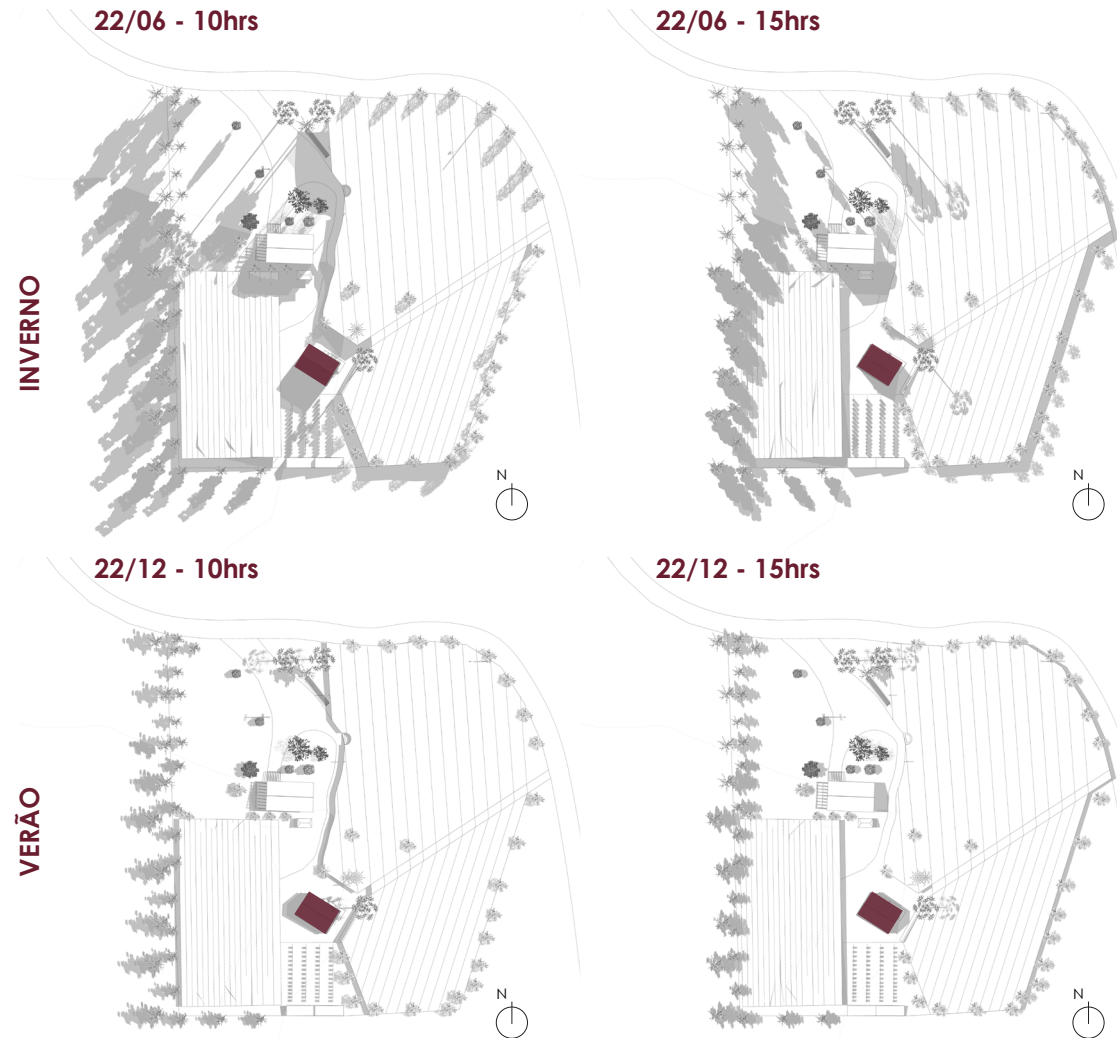 22/06 - 10hrs
22/06 - 15hrs
INVERNO
N
N
22/12 - 10hrs
22/12 - 15hrs
VERÃO
N
N